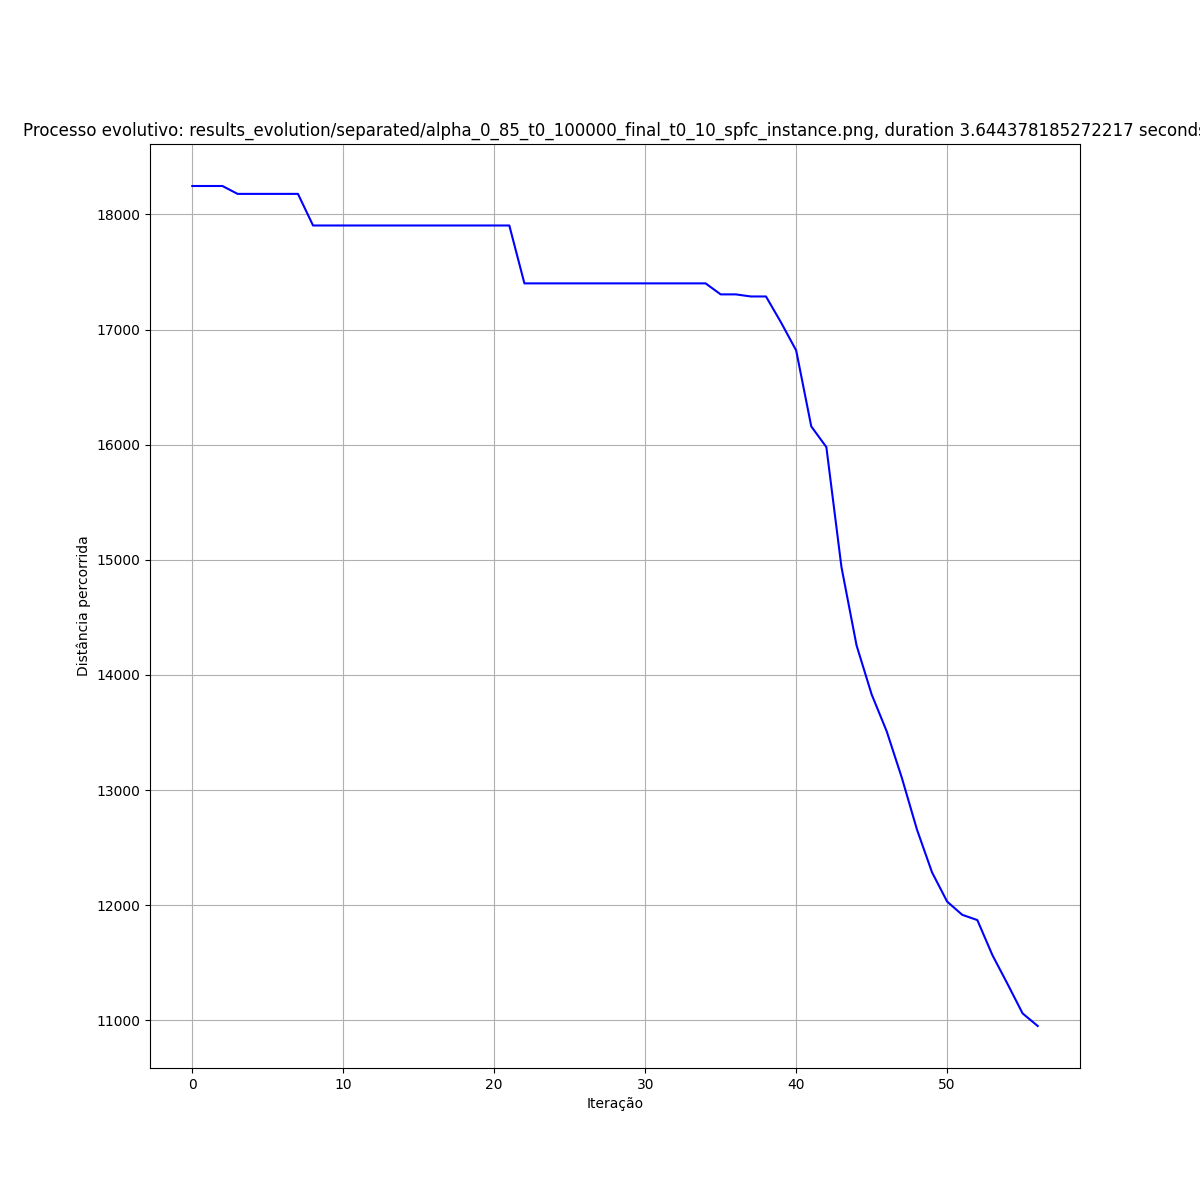 Processo evolutivo: results_evolution/separated/alpha_0_85_t0_100000_final_t0_10_spfc_instance.png, duration 3.644378185272217 seconds
18000
17000
16000
15000
14000
13000
12000
11000
Distância percorrida
0 10 20 30 40 50
Iteração